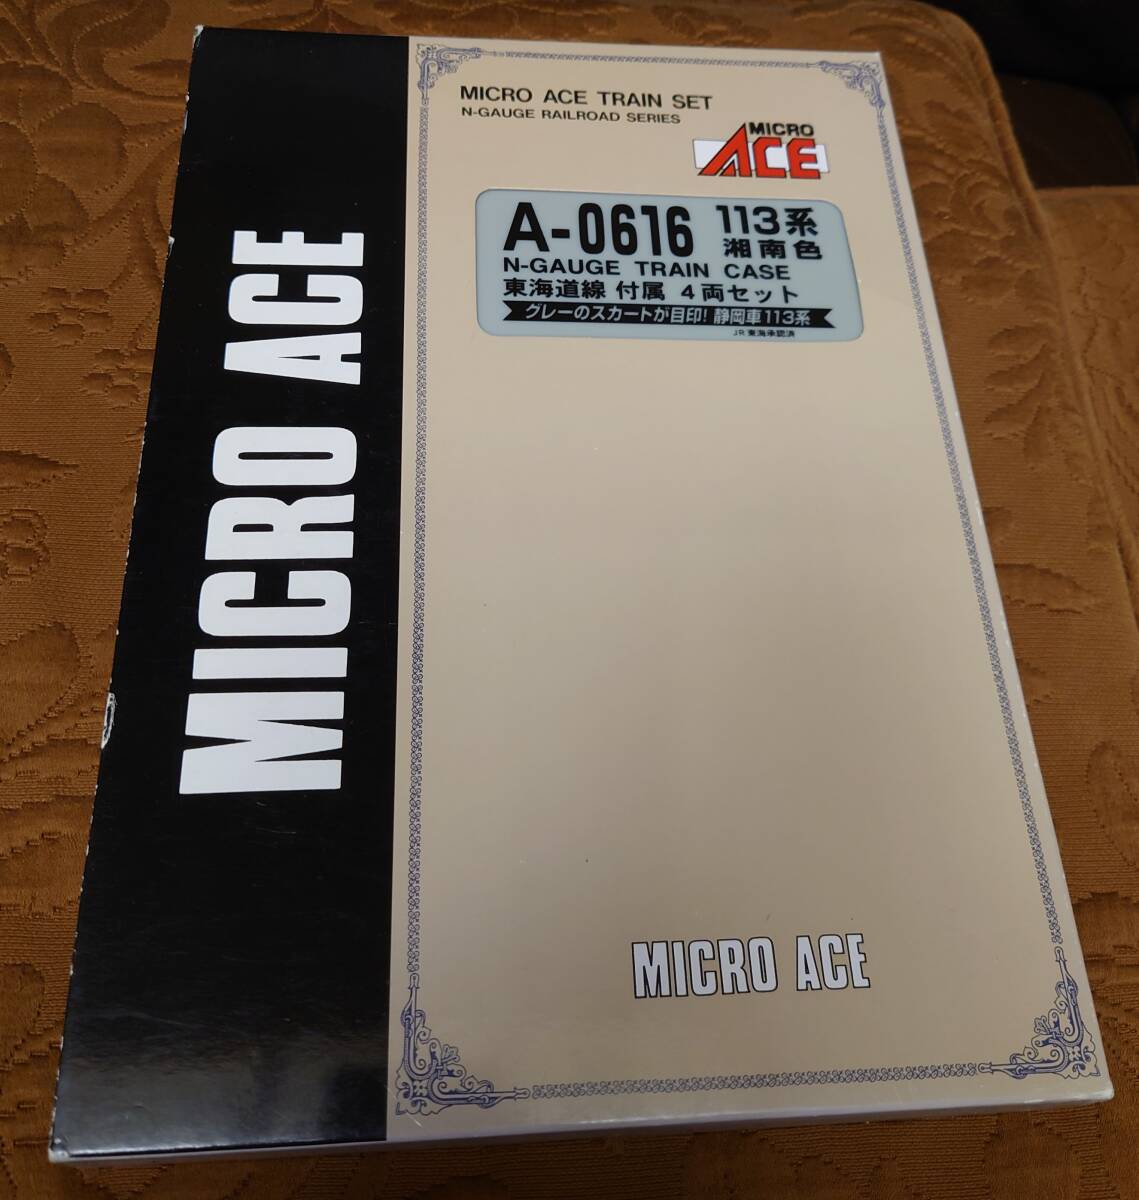 MICRO ACE
MICRO ACE TRAIN SET
N-GAUGE RAILROAD SERIES
MICRO
ACE
A-0616 113系
湘南色
N-GAUGE TRAIN CASE
東海道線 付属 4両セット
グレーのスカートが目印! 静岡車113系
JR東海承認済
MICRO ACE